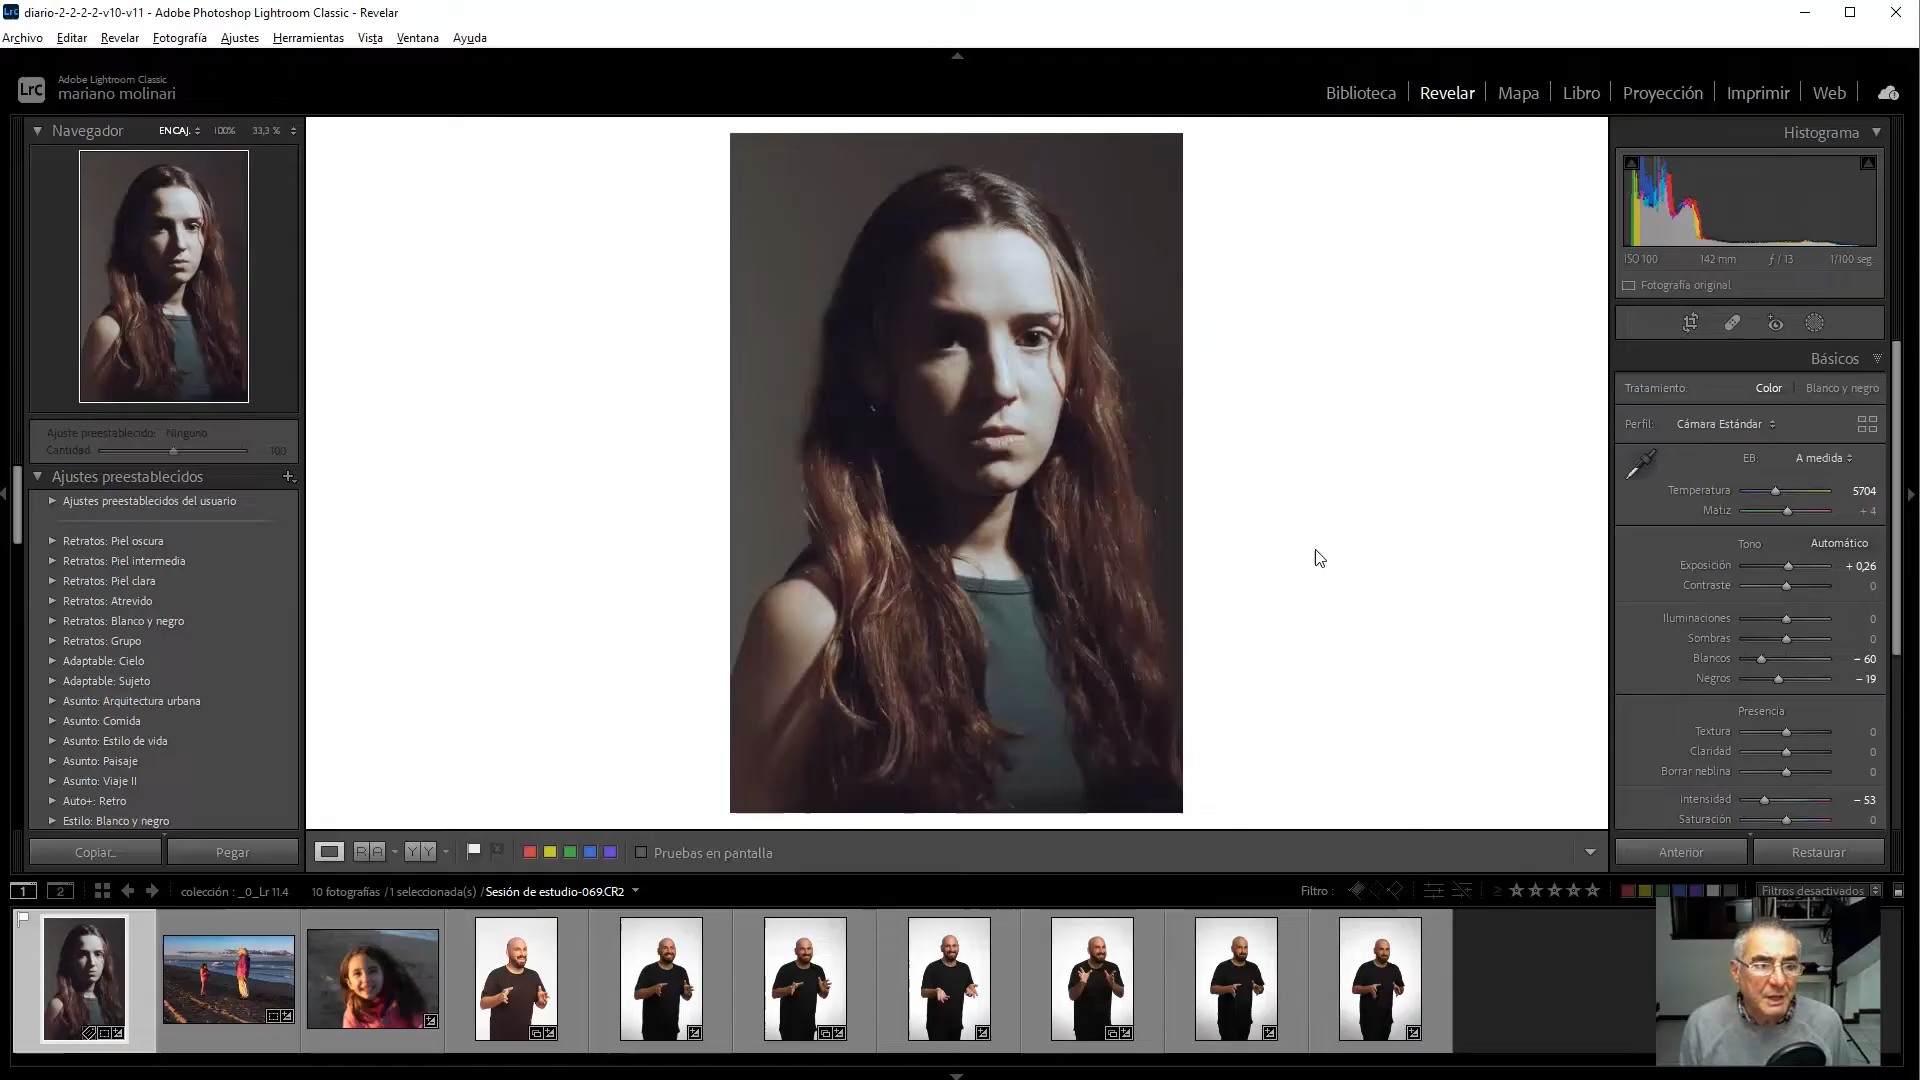 diario-2-2-2-2-v10-v11 - Adobe Photoshop Lightroom Classic - Revelar
Archivo Editar Revelar Fotografía Ajustes Herramientas Vista Ventana Ayuda
LrC Adobe Lightroom Classic
mariano molinari
Biblioteca Revelar Mapa Libro Proyección Imprimir Web
Navegador ENCAJ. 100% 33,3 %
Histograma
ISO 100 142 mm ƒ / 13 1/100 seg
Fotografía original
Básicos
Tratamiento: Color Blanco y negro
Perfil: Cámara Estándar
EB: A medida
Temperatura 5704
Matiz + 4
Tono Automático
Exposición + 0,26
Contraste 0
Iluminaciones 0
Sombras 0
Blancos - 60
Negros - 19
Presencia
Textura 0
Claridad 0
Borrar neblina 0
Intensidad - 53
Saturación 0
Anterior Restaurar
Ajuste preestablecido: Ninguno
Cantidad 100
Ajustes preestablecidos
Ajustes preestablecidos del usuario
Retratos: Piel oscura
Retratos: Piel intermedia
Retratos: Piel clara
Retratos: Atrevido
Retratos: Blanco y negro
Retratos: Grupo
Adaptable: Cielo
Adaptable: Sujeto
Asunto: Arquitectura urbana
Asunto: Comida
Asunto: Estilo de vida
Asunto: Paisaje
Asunto: Viaje II
Auto+: Retro
Estilo: Blanco y negro
Copiar... Pegar
R A Y Y Pruebas en pantalla
1 2 colección : _0_Lr 11.4 10 fotografías /1 seleccionada(s) /Sesión de estudio-069.CR2
Filtro : ≥ Filtros desactivados